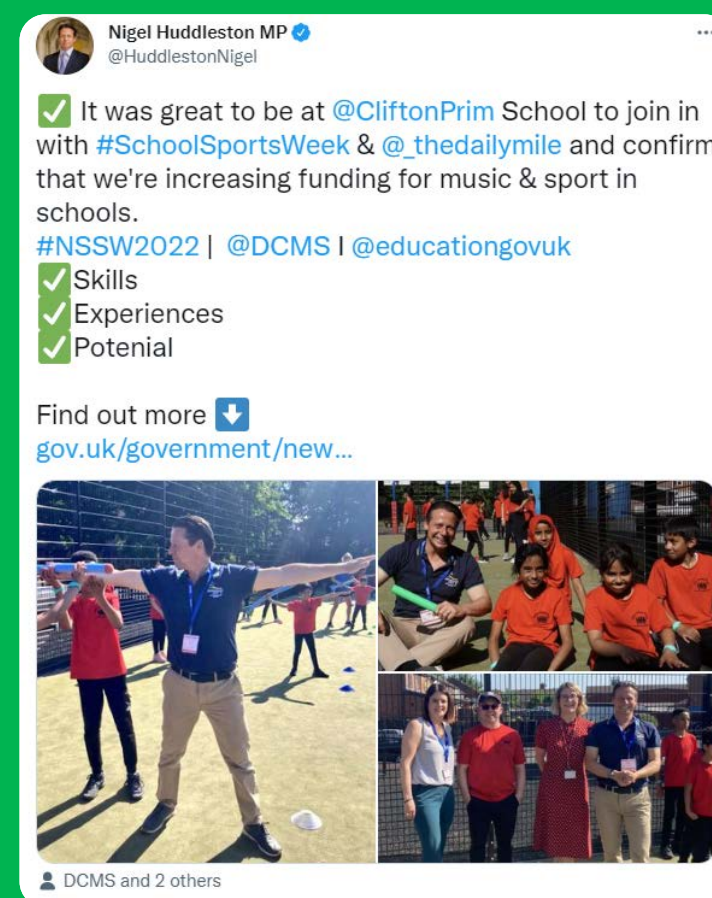 Nigel Huddleston MP
@HuddlestonNigel
✅ It was great to be at @CliftonPrim School to join in
with #SchoolSportsWeek & @_thedailymile and confirm
that we're increasing funding for music & sport in
schools.
#NSSW2022 | @DCMS I @educationgovuk
✅Skills
✅Experiences
✅Potenial
Find out more ⬇
gov.uk/government/new...
DCMS and 2 others